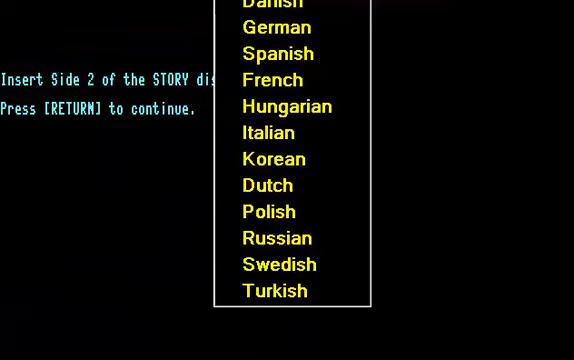 Danish
German
Spanish
Insert Side 2 of the STORY
French
Press [RETURN] to continue.
Hungarian
Italian
Korean
Dutch
Polish
Russian
Swedish
Turkish